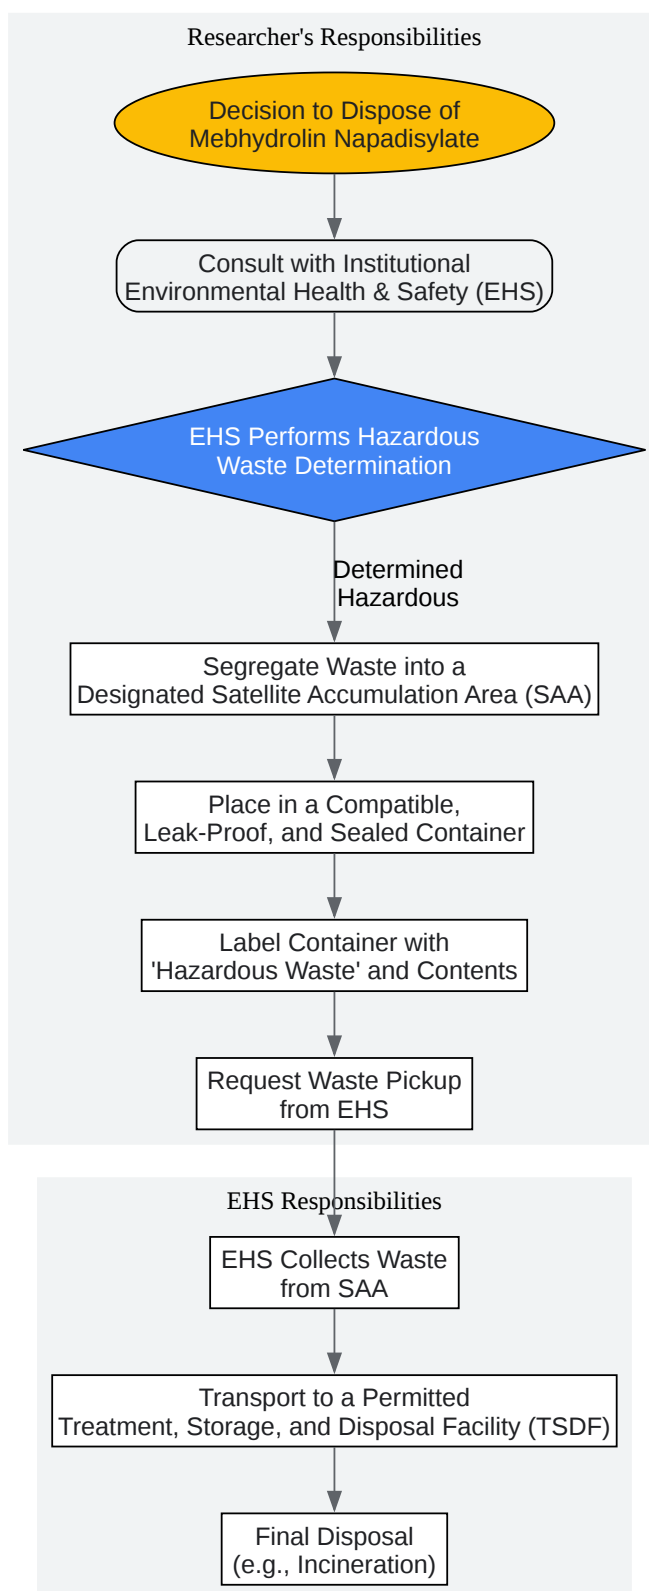 Researcher's Responsibilities
Decision to Dispose of
Mebhydrolin Napadisylate
Consult with Institutional
Environmental Health & Safety (EHS)
EHS Performs Hazardous
Waste Determination
Determined
Hazardous
Segregate Waste into a
Designated Satellite Accumulation Area (SAA)
Place in a Compatible,
Leak-Proof, and Sealed Container
Label Container with
'Hazardous Waste' and Contents
Request Waste Pickup
from EHS
EHS Responsibilities
EHS Collects Waste
from SAA
Transport to a Permitted
Treatment, Storage, and Disposal Facility (TSDF)
Final Disposal
(e.g., Incineration)